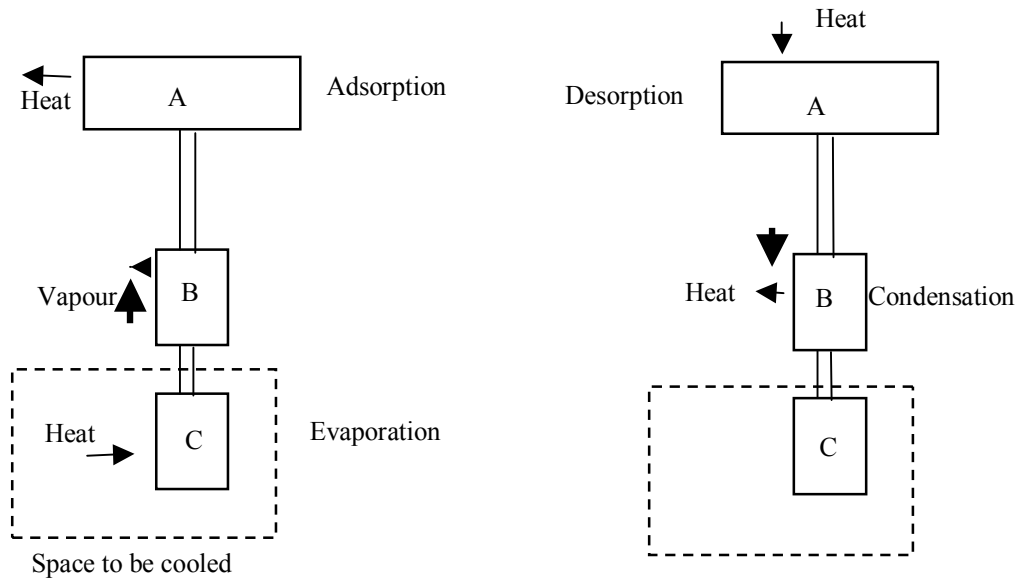 Heat
A
Adsorption
Vapour
B
Heat
C
Evaporation
Space to be cooled
Heat
Desorption
A
Heat
B
Condensation
C